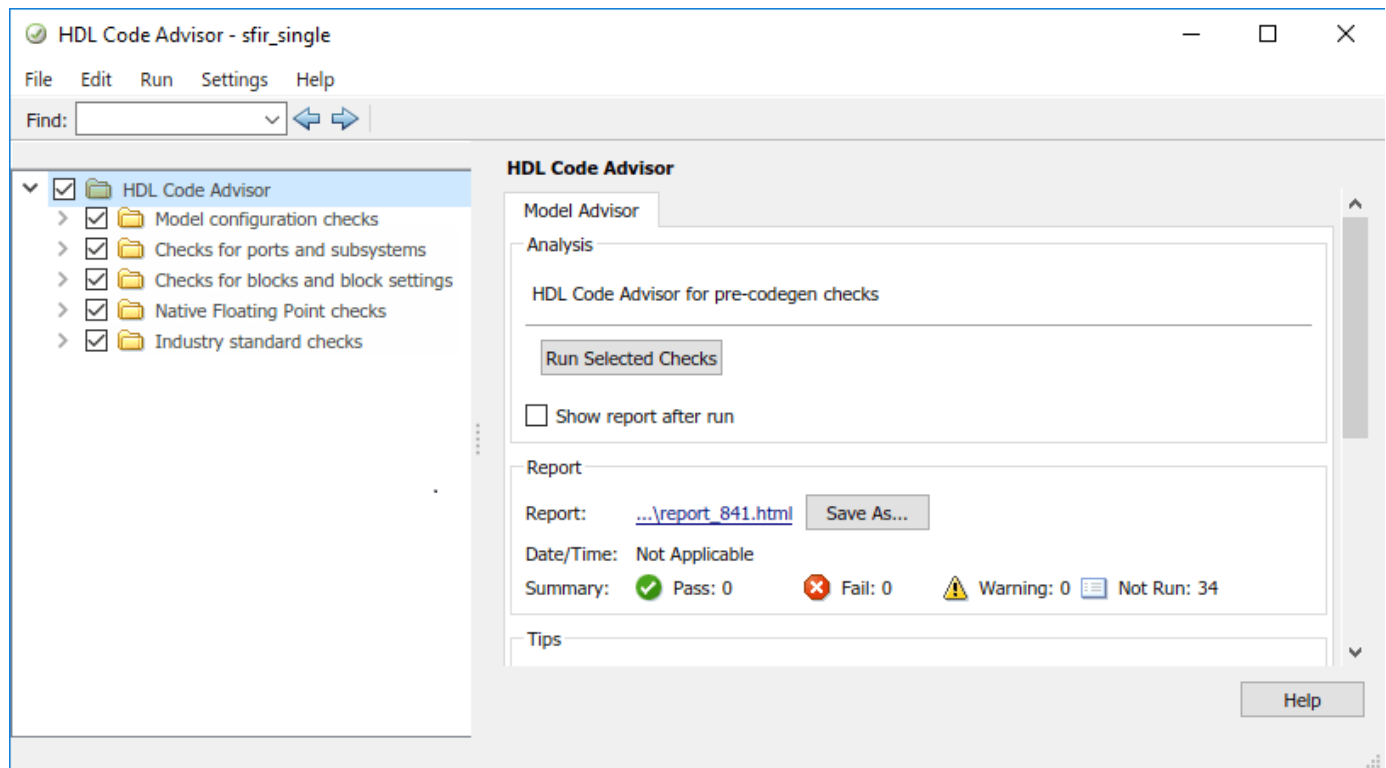 HDL Code Advisor - sfir_single
File Edit Run Settings Help
Find:
HDL Code Advisor
Model configuration checks
Checks for ports and subsystems
Checks for blocks and block settings
Native Floating Point checks
Industry standard checks
HDL Code Advisor
Model Advisor
Analysis
HDL Code Advisor for pre-codegen checks
Run Selected Checks
Show report after run
Report
Report: ...\report_841.html Save As...
Date/Time: Not Applicable
Summary: Pass: 0 Fail: 0 Warning: 0 Not Run: 34
Tips
Help